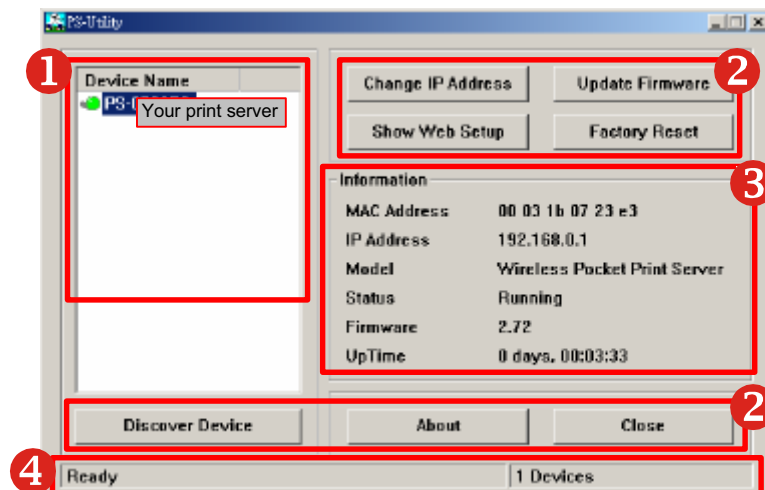 PS-Utility
1
Device Name
Your print server
2
Change IP Address
Update Firmware
Show Web Setup
Factory Reset
3
Information
MAC Address 00 03 1b 07 23 e3
IP Address 192.168.0.1
Model Wireless Pocket Print Server
Status Running
Firmware 2.72
UpTime 0 days, 00:03:33
2
Discover Device
About
Close
4
Ready
1 Devices